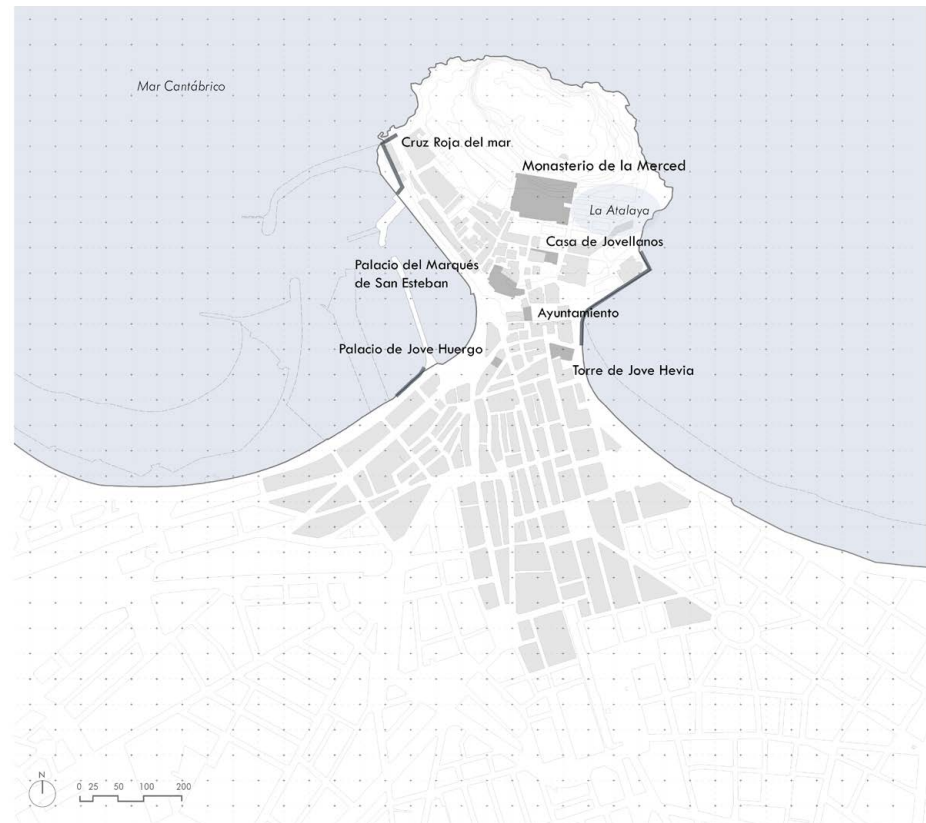 Mar Cantábrico
Cruz Roja del mar
Monasterio de la Merced
La Atalaya
Casa de Jovellanos
Palacio del Marqués
de San Esteban
Ayuntamiento
Palacio de Jove Huergo
Torre de Jove Hevia
N
0 25 50 100 200